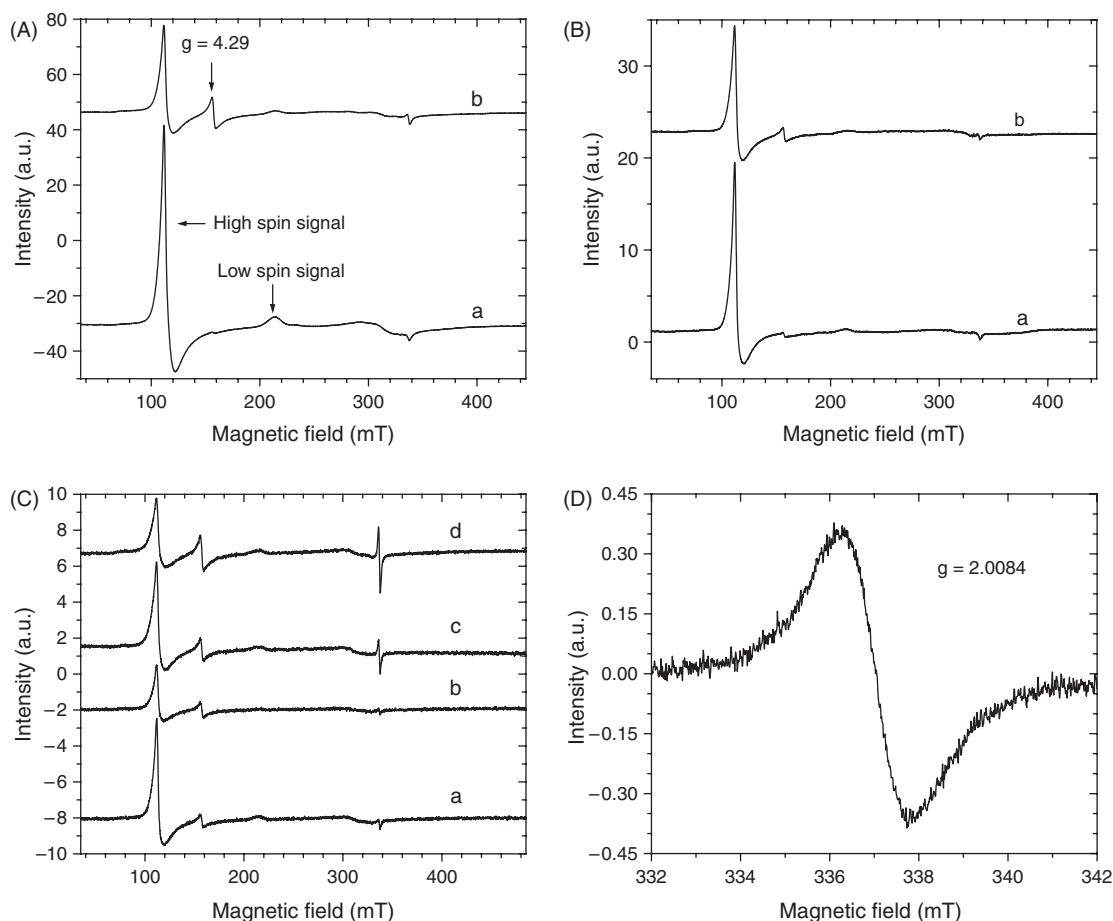 (A)
80
60
40
20
0
−20
−40
Intensity (a.u.)
g = 4.29
b
High spin signal
Low spin signal
a
100 200 300 400
Magnetic field (mT)
(B)
30
20
10
0
Intensity (a.u.)
b
a
100 200 300 400
Magnetic field (mT)
(C)
10
8
6
4
2
0
−2
−4
−6
−8
−10
Intensity (a.u.)
d
c
b
a
100 200 300 400
Magnetic field (mT)
(D)
0.45
0.30
0.15
0.00
−0.15
−0.30
−0.45
Intensity (a.u.)
g = 2.0084
332 334 336 338 340 342
Magnetic field (mT)